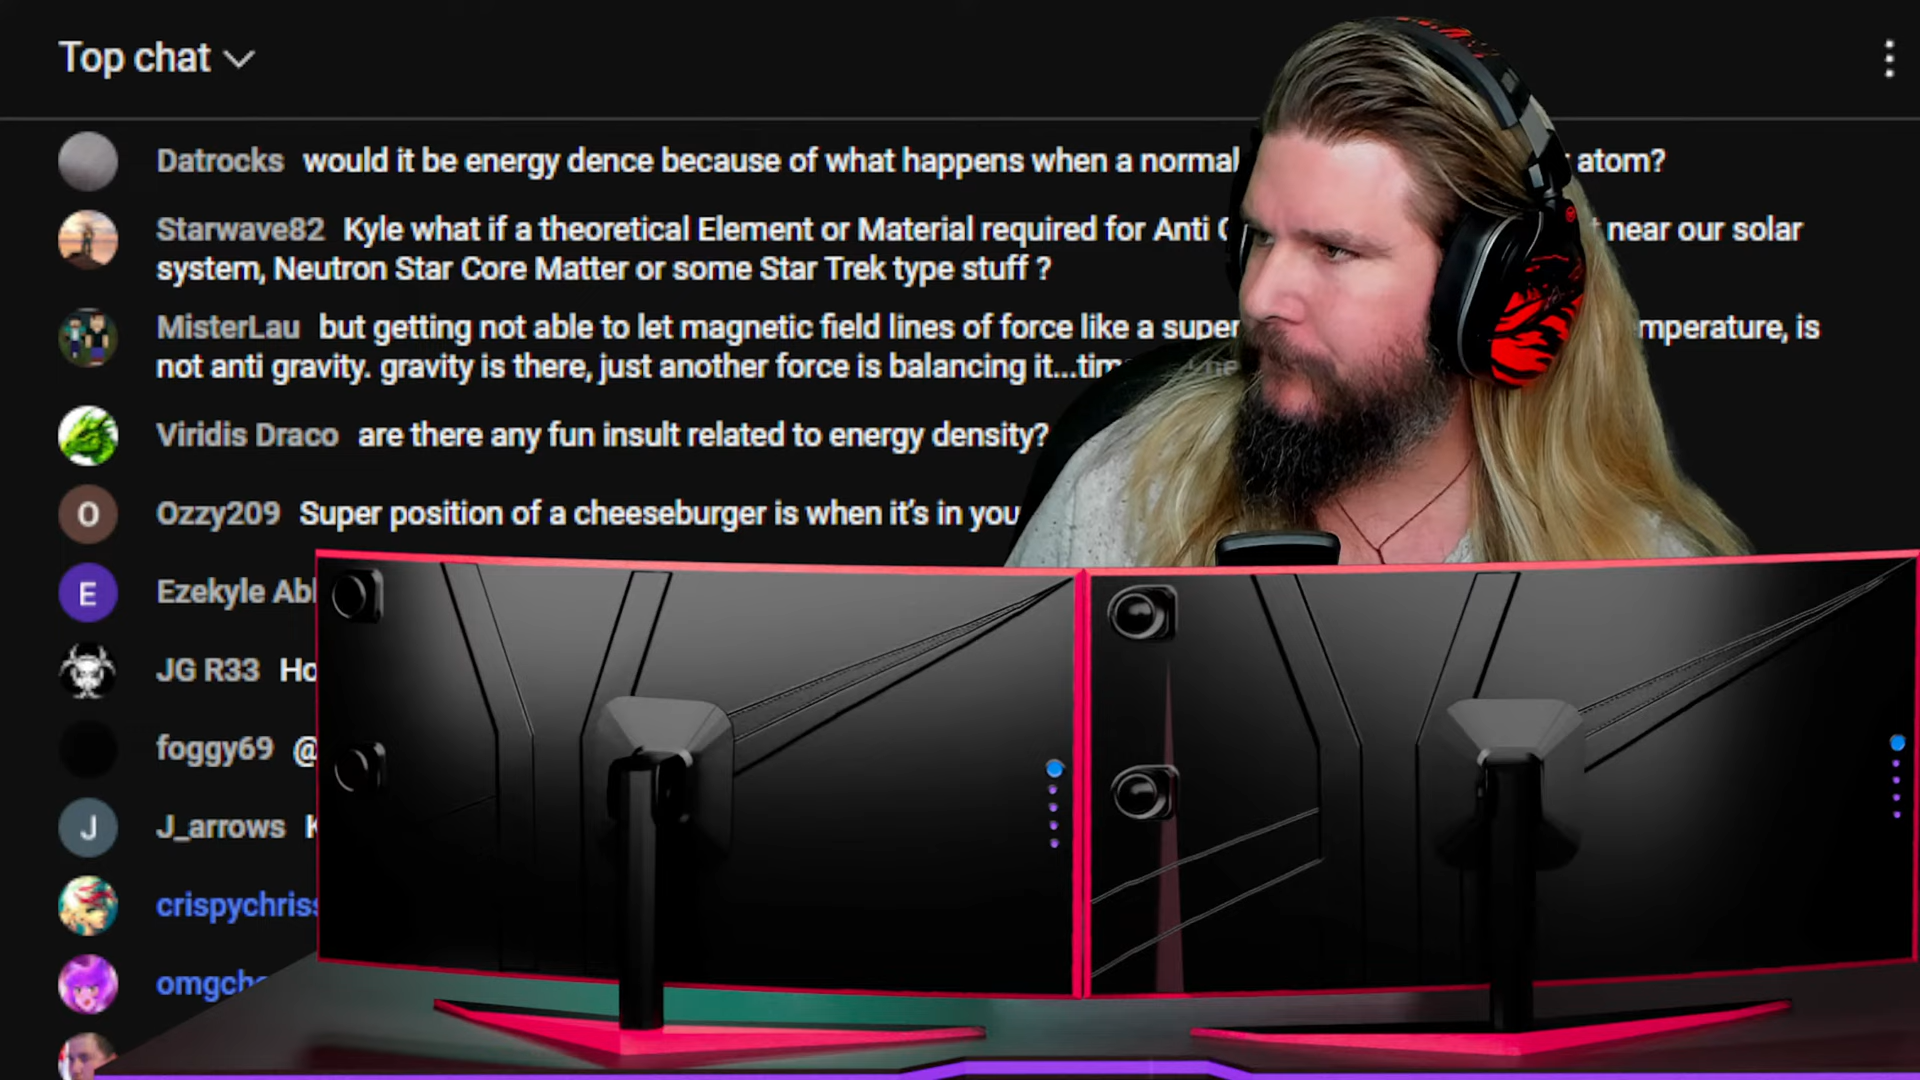 Top chat
Datrocks would it be energy dence because of what happens when a normal atom?
Starwave82 Kyle what if a theoretical Element or Material required for Anti near our solar
system, Neutron Star Core Matter or some Star Trek type stuff ?
MisterLau but getting not able to let magnetic field lines of force like a super mperature, is
not anti gravity. gravity is there, just another force is balancing it...tim
Viridis Draco are there any fun insult related to energy density?
O Ozzy209 Super position of a cheeseburger is when it's in you
E Ezekyle Abl
JG R33 Ho
foggy69 @
J J_arrows K
crispychriss
omgcha